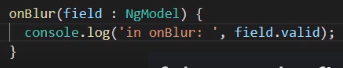 onBlur(field : NgModel) {
  console.log('in onBlur: ', field.valid);
}